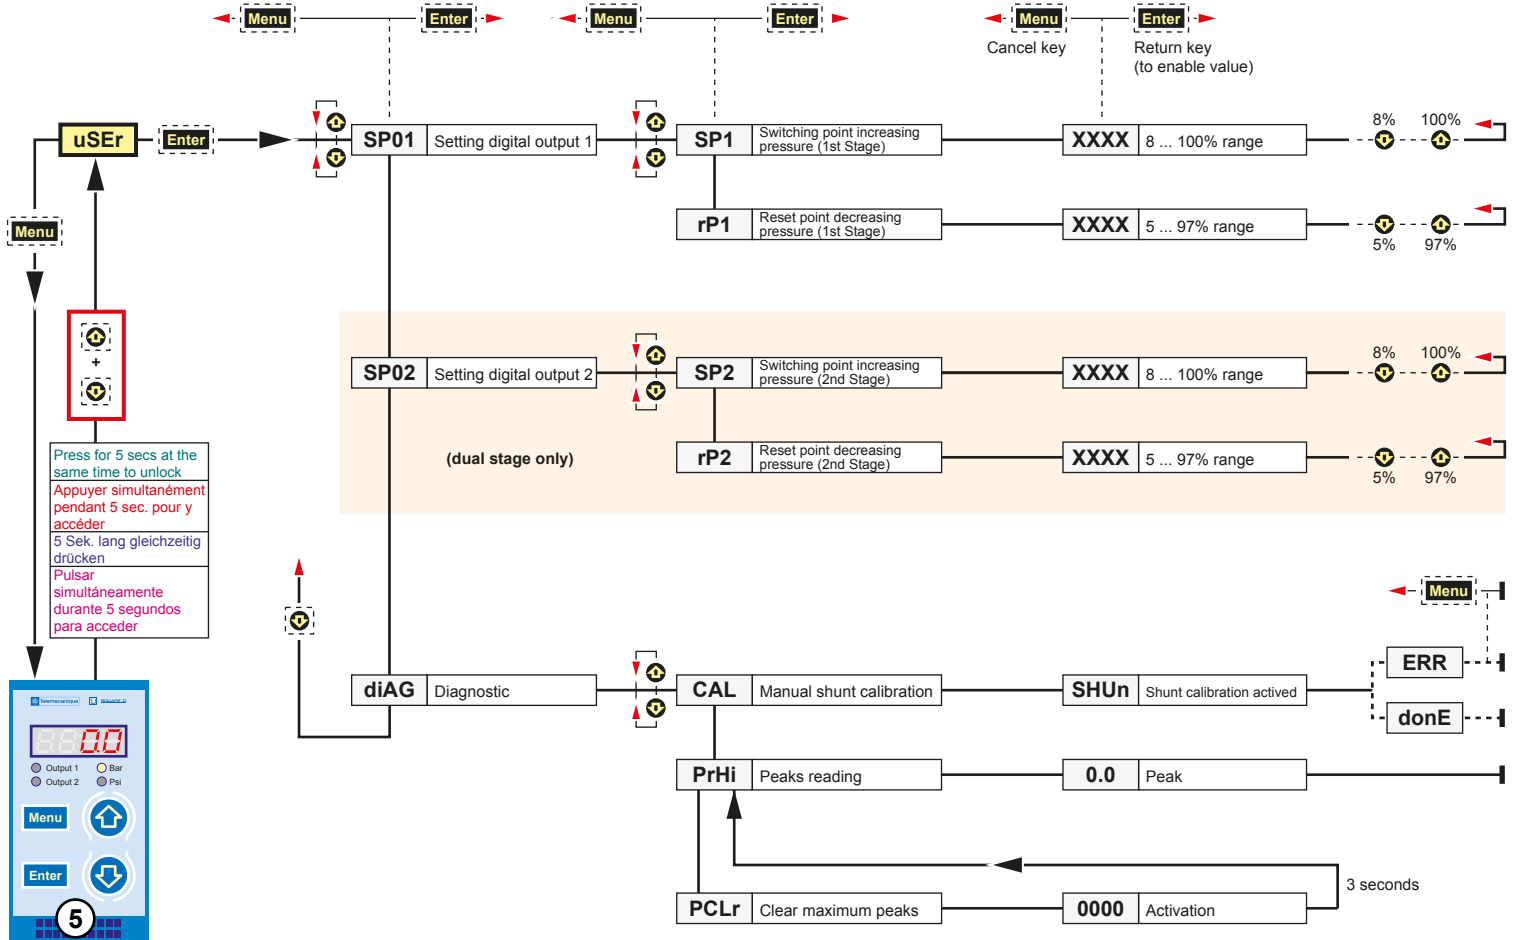 Menu Enter Menu Enter Menu Enter
Cancel key Return key
(to enable value)
uSEr Enter SP01 Setting digital output 1 SP1 Switching point increasing
pressure (1st Stage) XXXX 8 ... 100% range 8% 100%
rP1 Reset point decreasing
pressure (1st Stage) XXXX 5 ... 97% range 5% 97%
Menu
+
SP02 Setting digital output 2 SP2 Switching point increasing
pressure (2nd Stage) XXXX 8 ... 100% range 8% 100%
(dual stage only) rP2 Reset point decreasing
pressure (2nd Stage) XXXX 5 ... 97% range 5% 97%
Press for 5 secs at the
same time to unlock
Appuyer simultanément
pendant 5 sec. pour y
accéder
5 Sek. lang gleichzeitig
drücken
Pulsar
simultáneamente
durante 5 segundos
para acceder
Menu
diAG Diagnostic CAL Manual shunt calibration SHUn Shunt calibration actived ERR
donE
PrHi Peaks reading 0.0 Peak
3 seconds
PCLr Clear maximum peaks 0000 Activation
Telemecanique SQUARE D
0.0
Output 1 Bar
Output 2 Psi
Menu
Enter
5